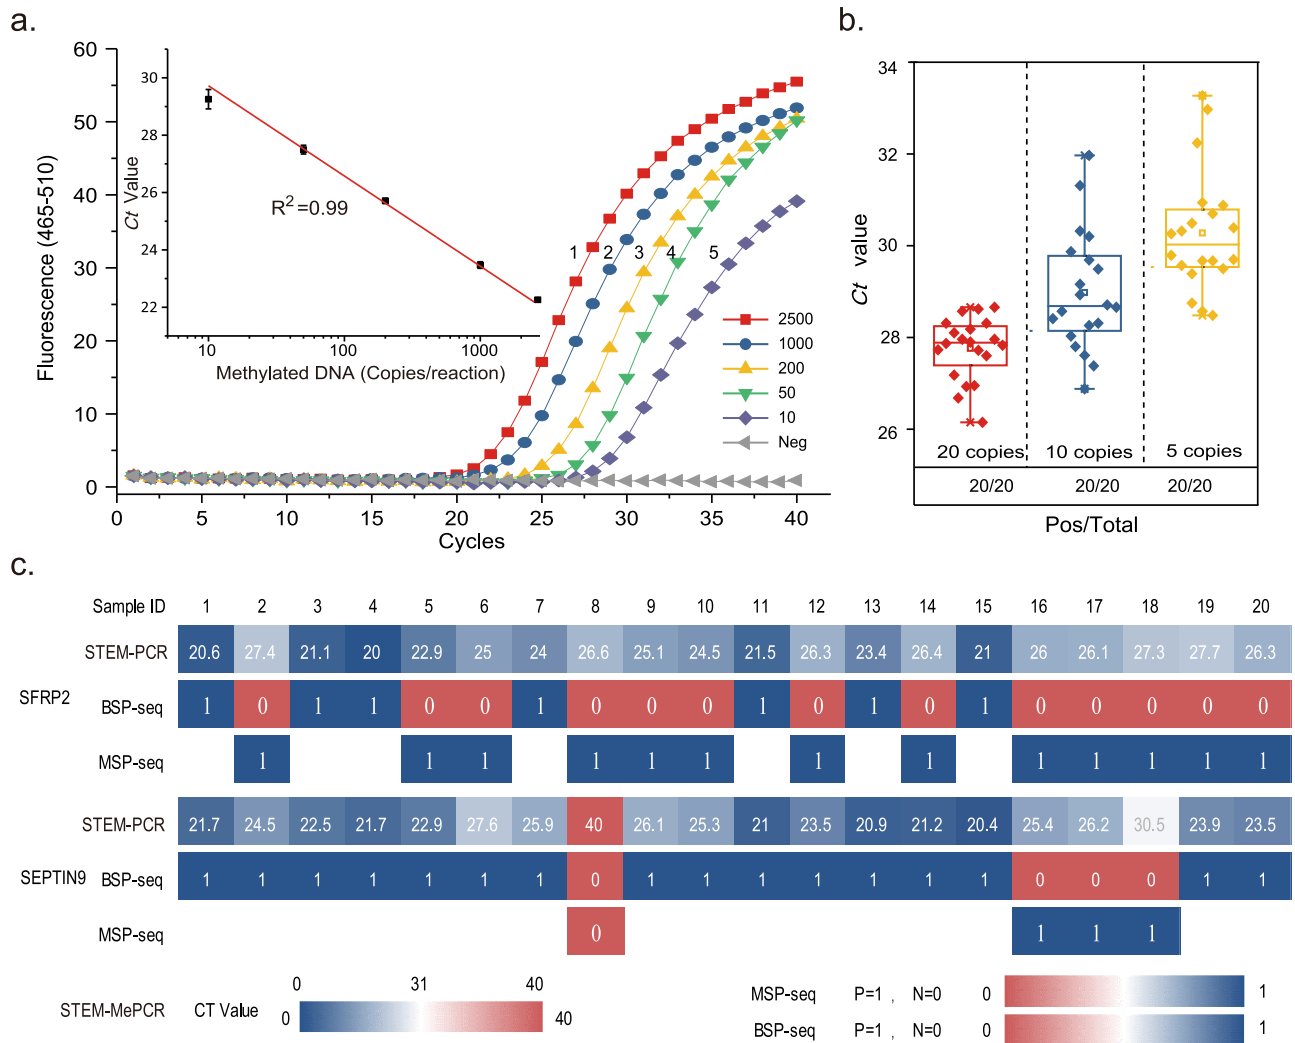 a.
60
50
40
30
20
10
0
Fluorescence (465-510)
0 5 10 15 20 25 30 35 40
Cycles
30
28
26
24
22
Ct Value
R2=0.99
10 100 1000
Methylated DNA (Copies/reaction)
1 2 3 4 5
2500
1000
200
50
10
Neg
b.
34
32
30
28
26
Ct value
20 copies 10 copies 5 copies
20/20 20/20 20/20
Pos/Total
c.
Sample ID 1 2 3 4 5 6 7 8 9 10 11 12 13 14 15 16 17 18 19 20
STEM-PCR 20.6 27.4 21.1 20 22.9 25 24 26.6 25.1 24.5 21.5 26.3 23.4 26.4 21 26 26.1 27.3 27.7 26.3
SFRP2 BSP-seq 1 0 1 1 0 0 1 0 0 0 1 0 1 0 1 0 0 0 0 0
MSP-seq 1 1 1 1 1 1 1 1 1 1 1 1 1
STEM-PCR 21.7 24.5 22.5 21.7 22.9 27.6 25.9 40 26.1 25.3 21 23.5 20.9 21.2 20.4 25.4 26.2 30.5 23.9 23.5
SEPTIN9 BSP-seq 1 1 1 1 1 1 1 0 1 1 1 1 1 1 1 0 0 0 1 1
MSP-seq 0 1 1 1
0 31 40
STEM-MePCR CT Value 0 40
MSP-seq P=1 , N=0 0 1
BSP-seq P=1 , N=0 0 1